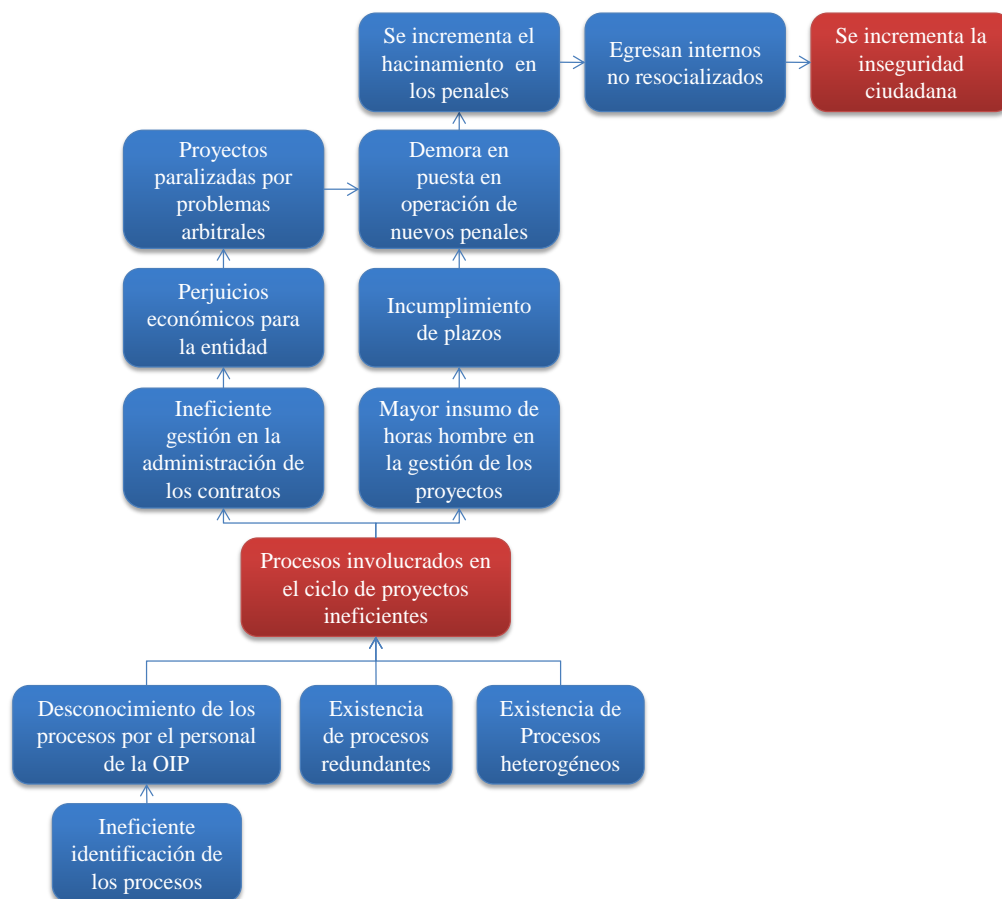 Se incrementa el
hacinamiento en
los penales
Egresan internos
no resocializados
Se incrementa la
inseguridad
ciudadana
Proyectos
paralizadas por
problemas
arbitrales
Demora en
puesta en
operación de
nuevos penales
Perjuicios
económicos para
la entidad
Incumplimiento
de plazos
Ineficiente
gestión en la
administración de
los contratos
Mayor insumo de
horas hombre en
la gestión de los
proyectos
Procesos involucrados en
el ciclo de proyectos
ineficientes
Desconocimiento de los
procesos por el personal
de la OIP
Existencia
de procesos
redundantes
Existencia de
Procesos
heterogéneos
Ineficiente
identificación de
los procesos